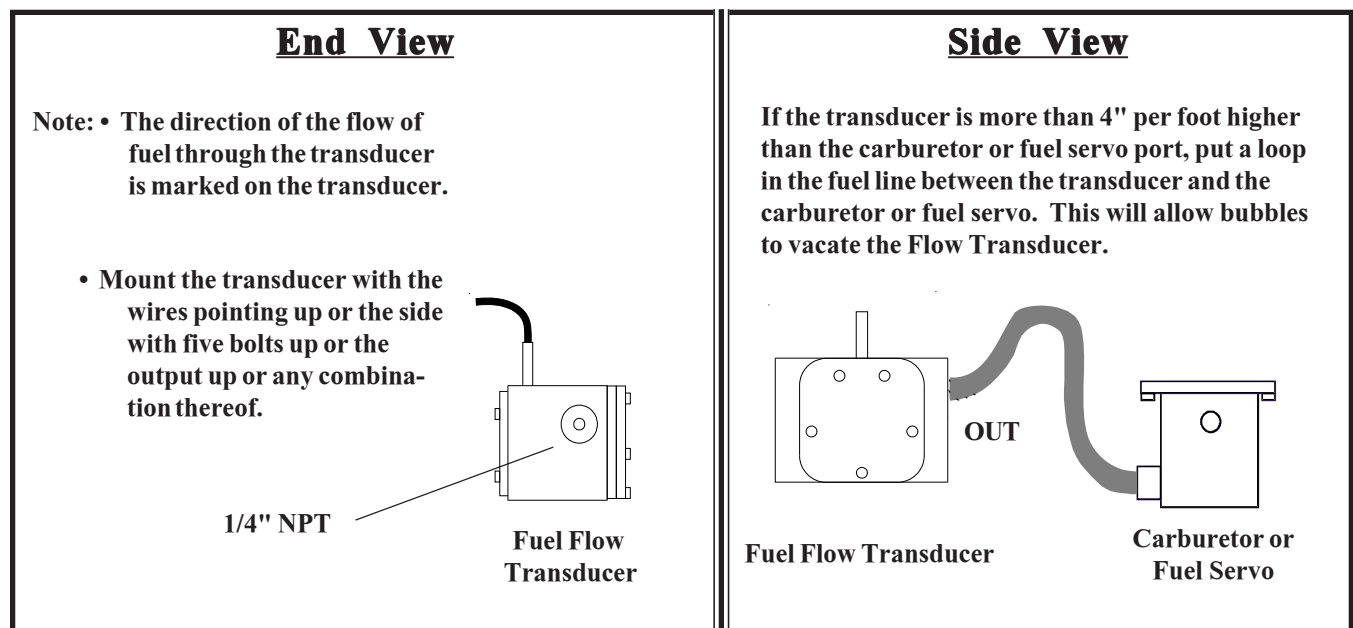 End View
Note: • The direction of the flow of
fuel through the transducer
is marked on the transducer.
• Mount the transducer with the
wires pointing up or the side
with five bolts up or the
output up or any combina-
tion thereof.
1/4" NPT
Fuel Flow
Transducer
Side View
If the transducer is more than 4" per foot higher
than the carburetor or fuel servo port, put a loop
in the fuel line between the transducer and the
carburetor or fuel servo.  This will allow bubbles
to vacate the Flow Transducer.
OUT
Fuel Flow Transducer
Carburetor or
Fuel Servo